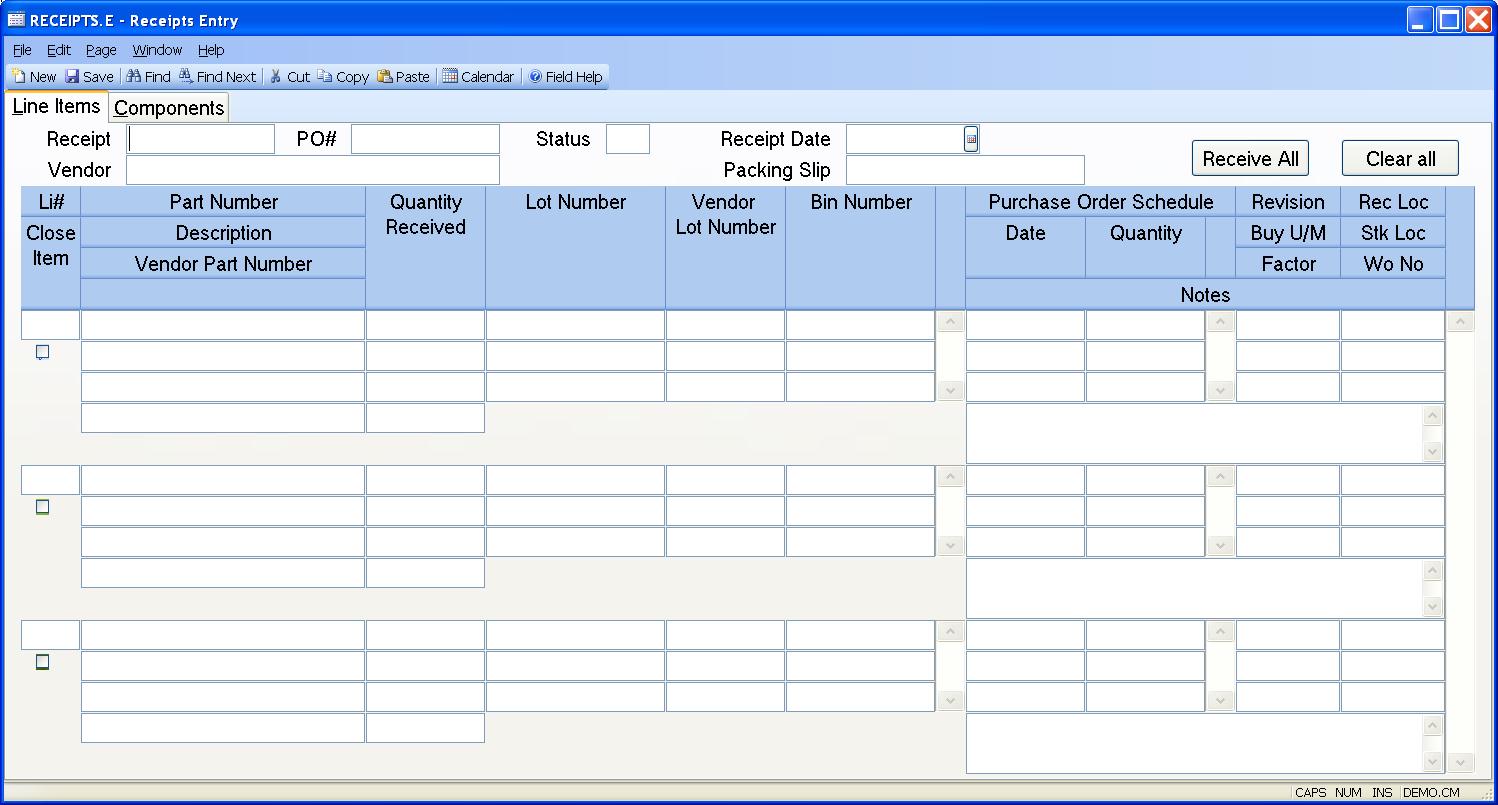 RECEIPTS.E - Receipts Entry
File Edit Page Window Help
New Save Find Find Next Cut Copy Paste Calendar Field Help
Line Items Components
Receipt PO# Status Receipt Date
Receive All Clear all
Vendor Packing Slip
Li# Part Number Quantity Received Lot Number Vendor Lot Number Bin Number Purchase Order Schedule Revision Rec Loc
Close Item Description Date Quantity Buy U/M Stk Loc
Vendor Part Number Factor Wo No
Notes
CAPS NUM INS DEMO.CM